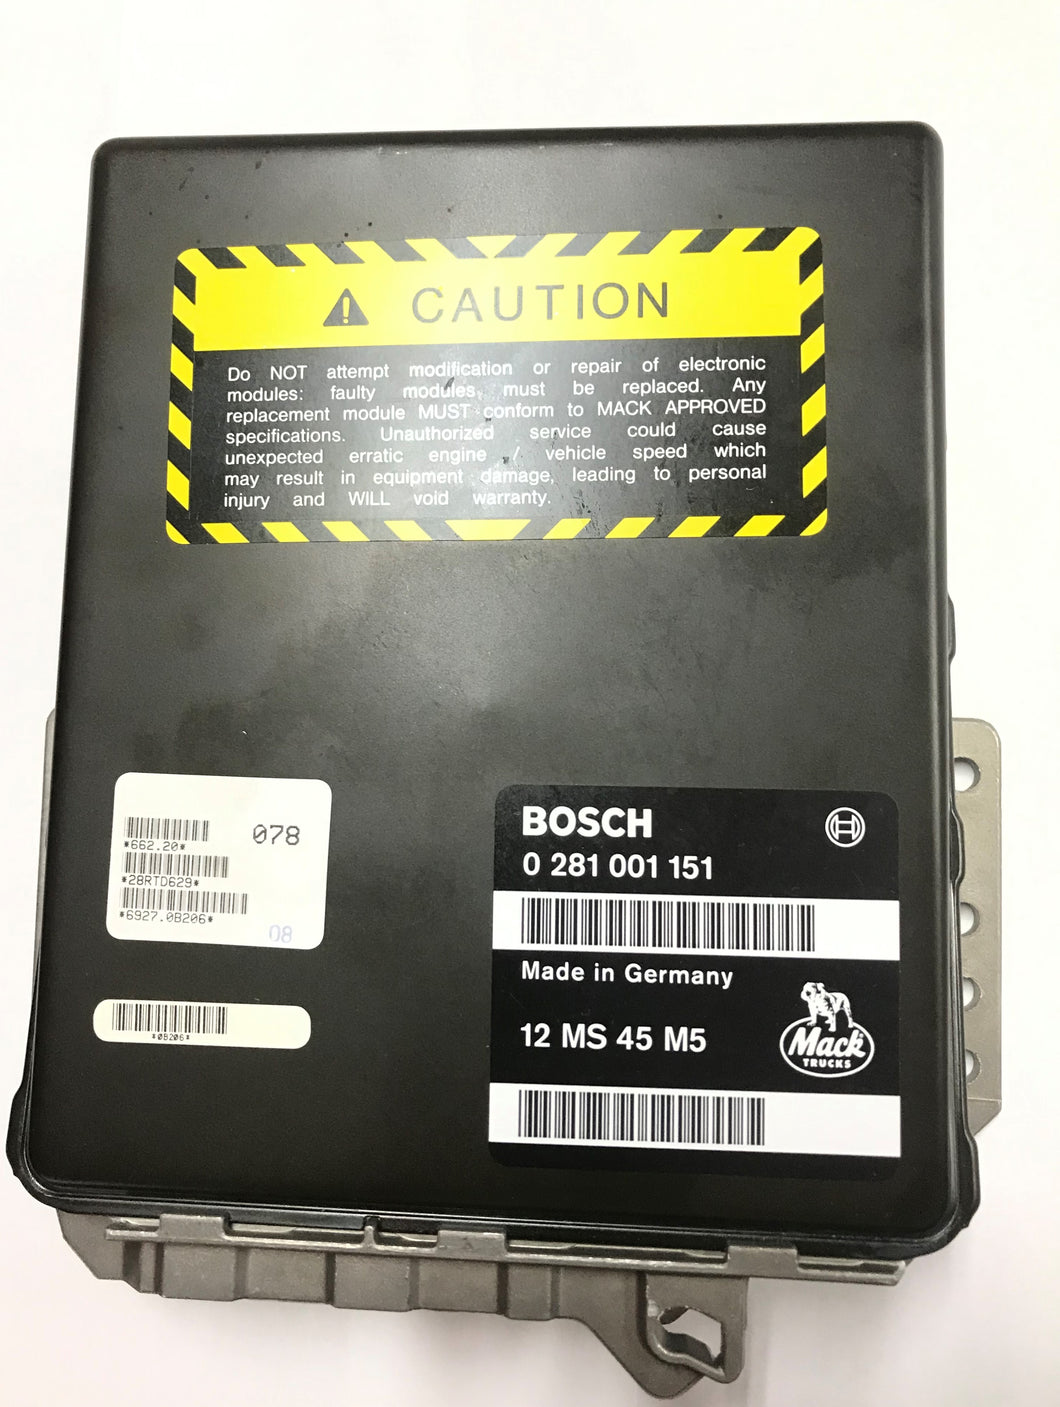 CAUTION
Do NOT attempt modification or repair of electronic
modules: faulty modules, must be replaced. Any
replacement module MUST conform to MACK APPROVED
specifications. Unauthorized service could cause
unexpected erratic engine / vehicle speed which
may result in equipment damage, leading to personal
injury and WILL void warranty.
078
*662.20*
*28RTD629*
*6927.0B206*
08
*0B206*
BOSCH
0 281 001 151
Made in Germany
12 MS 45 M5
Mack
TRUCKS